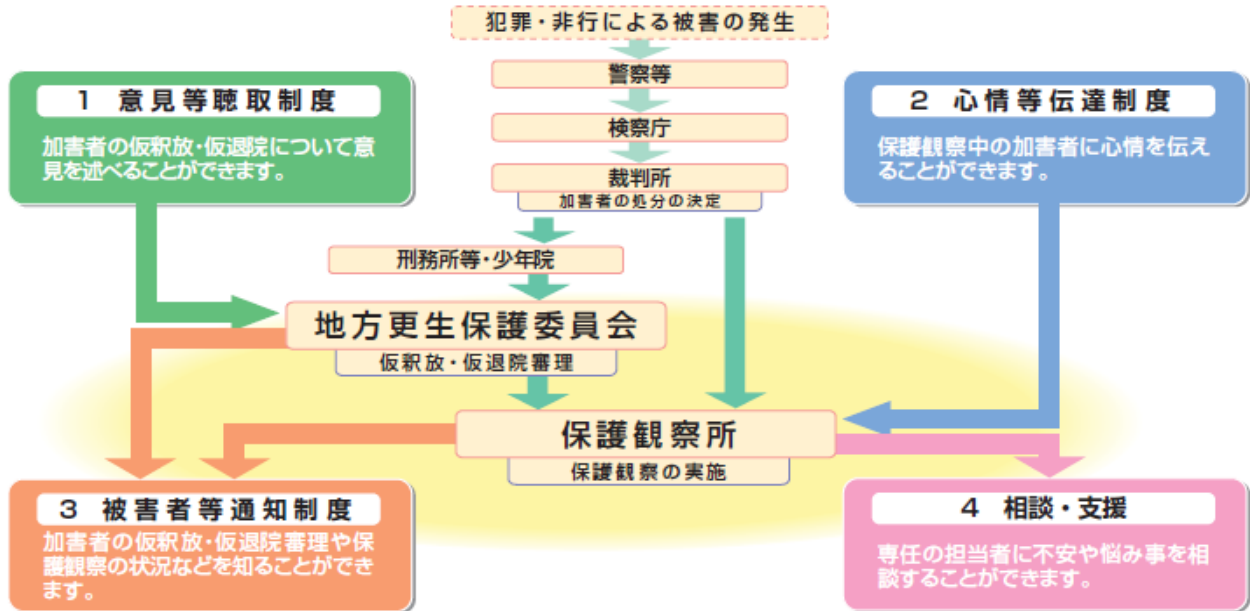 犯罪・非行による被害の発生
警察等
検察庁
裁判所
加害者の処分の決定
1 意見等聴取制度
加害者の仮釈放・仮退院について意
見を述べることができます。
2 心情等伝達制度
保護観察中の加害者に心情を伝え
ることができます。
刑務所等・少年院
地方更生保護委員会
仮釈放・仮退院審理
保護観察所
保護観察の実施
3 被害者等通知制度
加害者の仮釈放・仮退院審理や保
護観察の状況などを知ることができ
ます。
4 相談・支援
専任の担当者に不安や悩み事を相
談することができます。